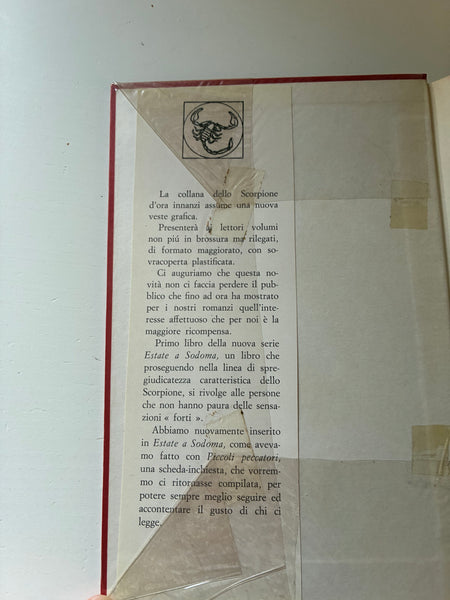 La collana dello Scorpione
d'ora innanzi assume una nuova
veste grafica.
Presenterà ai lettori volumi
non piú in brossura ma rilegati,
di formato maggiorato, con so-
vracoperta plastificata.
Ci auguriamo che questa no-
vità non ci faccia perdere il pub-
blico che fino ad ora ha mostrato
per i nostri romanzi quell'inte-
resse affettuoso che per noi è la
maggiore ricompensa.
Primo libro della nuova serie
Estate a Sodoma, un libro che
proseguendo nella linea di spre-
giudicatezza caratteristica dello
Scorpione, si rivolge alle persone
che non hanno paura delle sensa-
zioni « forti ».
Abbiamo nuovamente inserito
in Estate a Sodoma, come aveva-
mo fatto con Piccoli peccatori,
una scheda-inchiesta, che vorrem-
mo ci ritornasse compilata, per
potere sempre meglio seguire ed
accontentare il gusto di chi ci
legge.